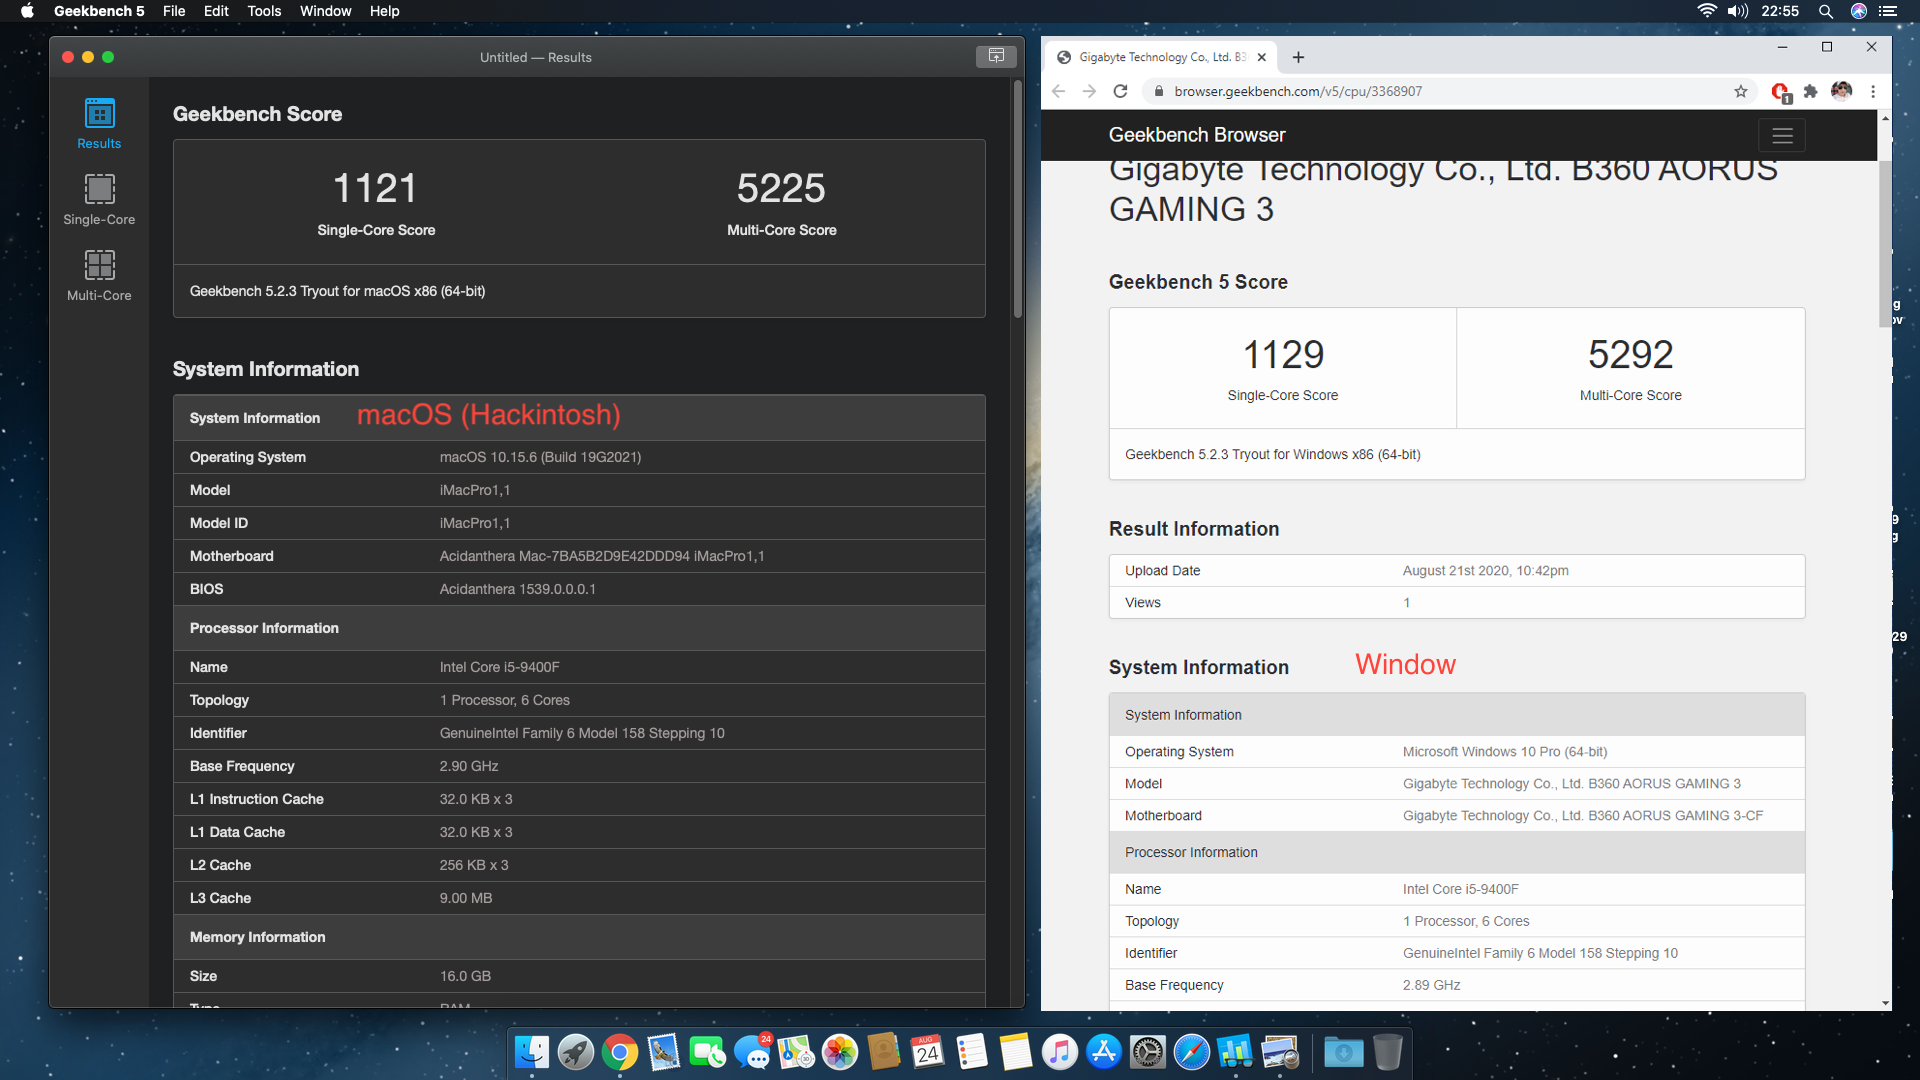 Geekbench 5 File Edit Tools Window Help 22:55
Untitled — Results
Results
Single-Core
Multi-Core
Geekbench Score
1121 5225
Single-Core Score Multi-Core Score
Geekbench 5.2.3 Tryout for macOS x86 (64-bit)
System Information
System Information macOS (Hackintosh)
Operating System macOS 10.15.6 (Build 19G2021)
Model iMacPro1,1
Model ID iMacPro1,1
Motherboard Acidanthera Mac-7BA5B2D9E42DDD94 iMacPro1,1
BIOS Acidanthera 1539.0.0.0.1
Processor Information
Name Intel Core i5-9400F
Topology 1 Processor, 6 Cores
Identifier GenuineIntel Family 6 Model 158 Stepping 10
Base Frequency 2.90 GHz
L1 Instruction Cache 32.0 KB x 3
L1 Data Cache 32.0 KB x 3
L2 Cache 256 KB x 3
L3 Cache 9.00 MB
Memory Information
Size 16.0 GB
Gigabyte Technology Co., Ltd. B3
browser.geekbench.com/v5/cpu/3368907
1
Geekbench Browser
Gigabyte Technology Co., Ltd. B360 AORUS
GAMING 3
Geekbench 5 Score
1129 5292
Single-Core Score Multi-Core Score
Geekbench 5.2.3 Tryout for Windows x86 (64-bit)
Result Information
Upload Date August 21st 2020, 10:42pm
Views 1
System Information Window
System Information
Operating System Microsoft Windows 10 Pro (64-bit)
Model Gigabyte Technology Co., Ltd. B360 AORUS GAMING 3
Motherboard Gigabyte Technology Co., Ltd. B360 AORUS GAMING 3-CF
Processor Information
Name Intel Core i5-9400F
Topology 1 Processor, 6 Cores
Identifier GenuineIntel Family 6 Model 158 Stepping 10
Base Frequency 2.89 GHz
24
AUG
24